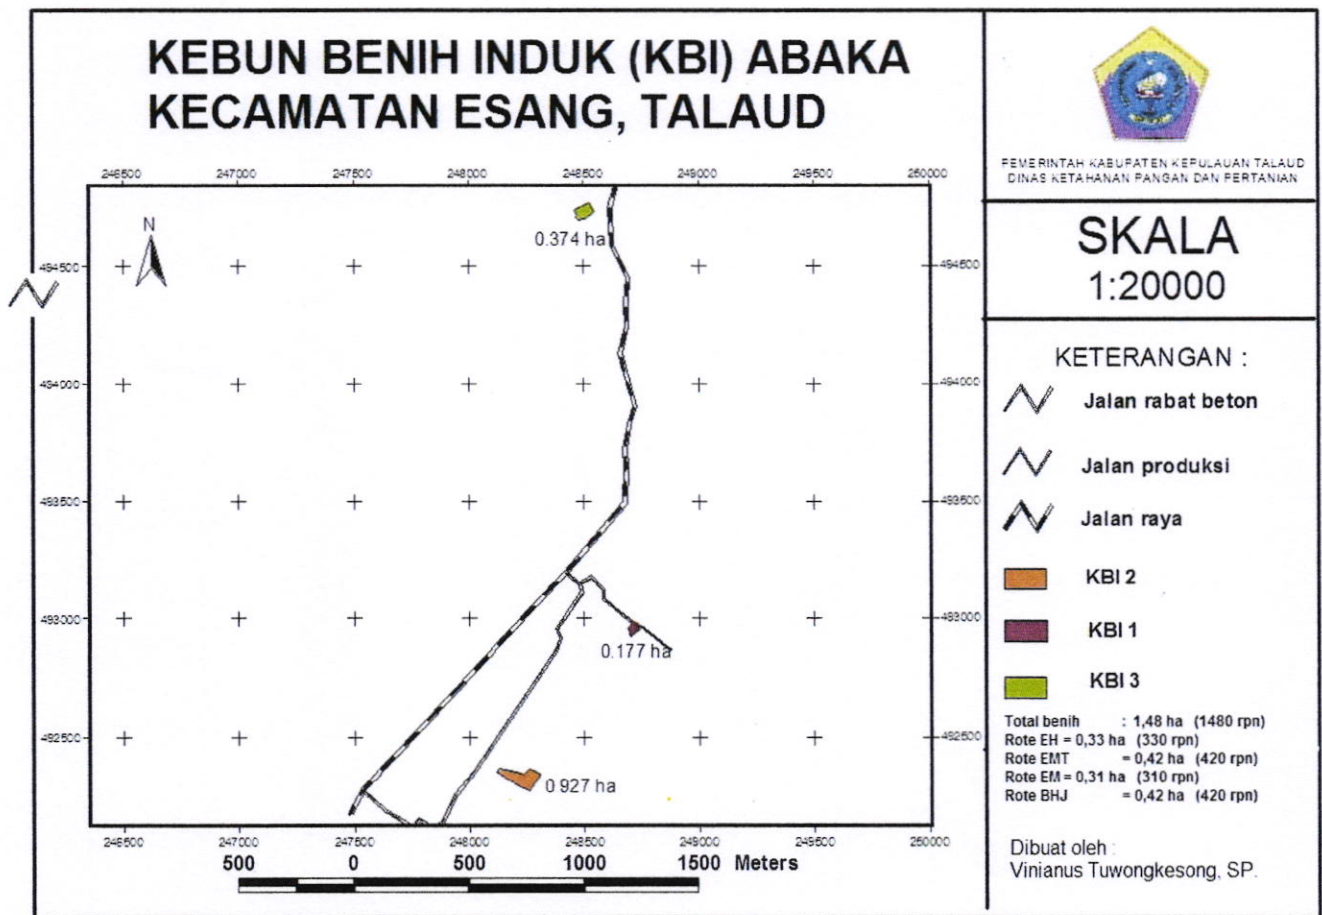 KEBUN BENIH INDUK (KBI) ABAKA
KECAMATAN ESANG, TALAUD
246500 247000 247500 248000 248500 249000 249500 250000
N
0.374 ha
494500 494500
494000 494000
493500 493500
493000 493000
0.177 ha
492500 492500
0.927 ha
246500 247000 247500 248000 248500 249000 249500 250000
500 0 500 1000 1500 Meters
PEMERINTAH KABUPATEN KEPULAUAN TALAUD
DINAS KETAHANAN PANGAN DAN PERTANIAN
SKALA
1:20000
KETERANGAN :
Jalan rabat beton
Jalan produksi
Jalan raya
KBI 2
KBI 1
KBI 3
Total benih : 1,48 ha (1480 rpn)
Rote EH = 0,33 ha (330 rpn)
Rote EMT = 0,42 ha (420 rpn)
Rote EM = 0,31 ha (310 rpn)
Rote BHJ = 0,42 ha (420 rpn)
Dibuat oleh :
Vinianus Tuwongkesong, SP.